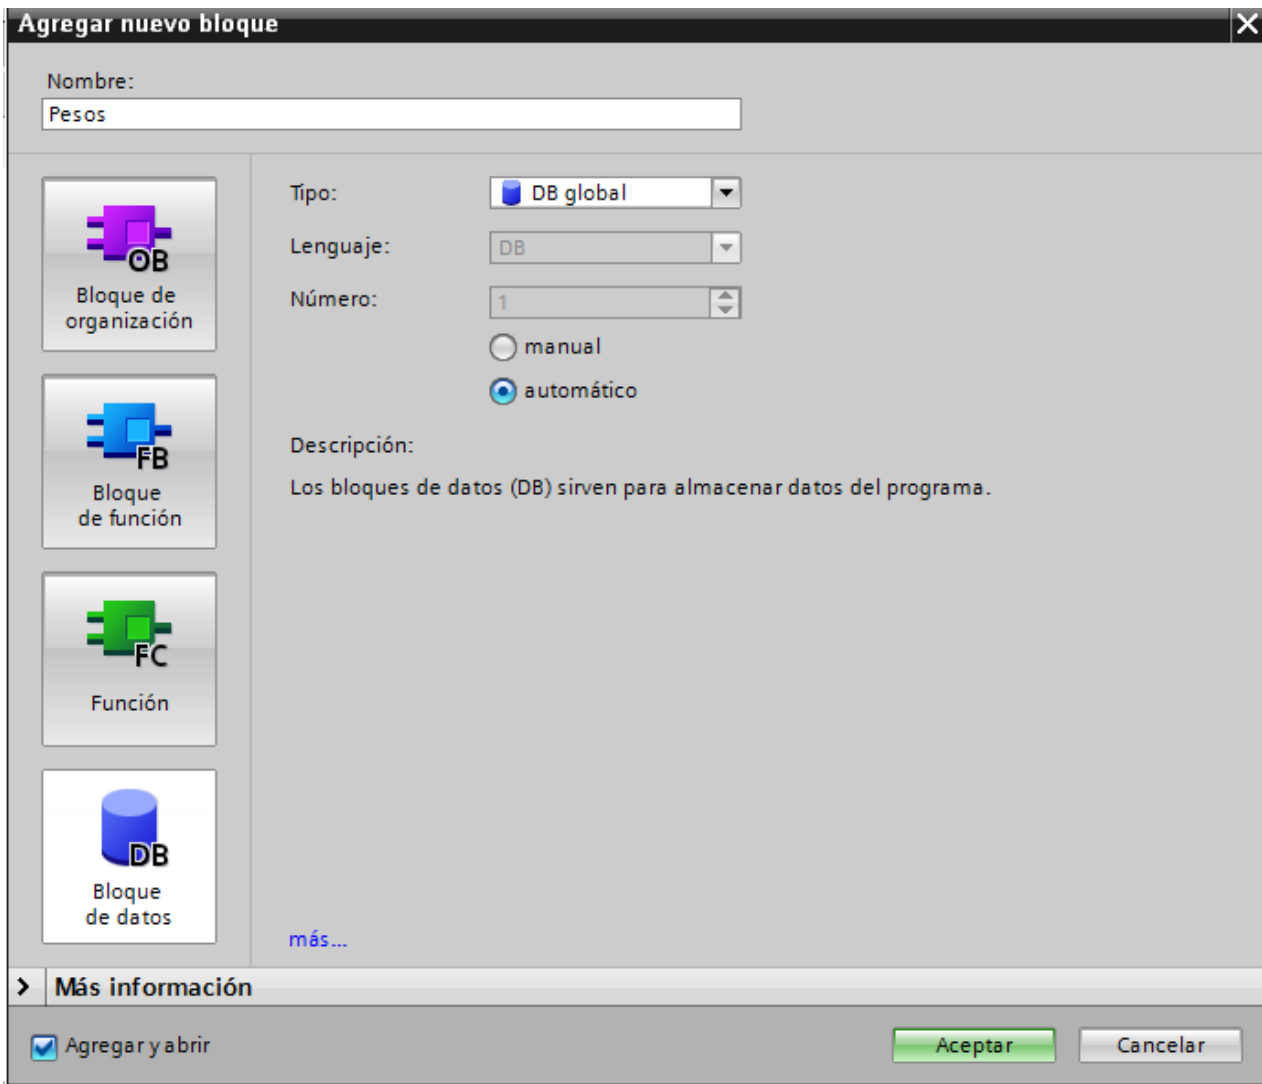 Agregar nuevo bloque
Nombre:
Pesos
OB
Bloque de
organización
FB
Bloque
de función
FC
Función
DB
Bloque
de datos
Tipo:
DB global
Lenguaje:
DB
Número:
1
manual
automático
Descripción:
Los bloques de datos (DB) sirven para almacenar datos del programa.
más...
Más información
Agregar y abrir
Aceptar
Cancelar